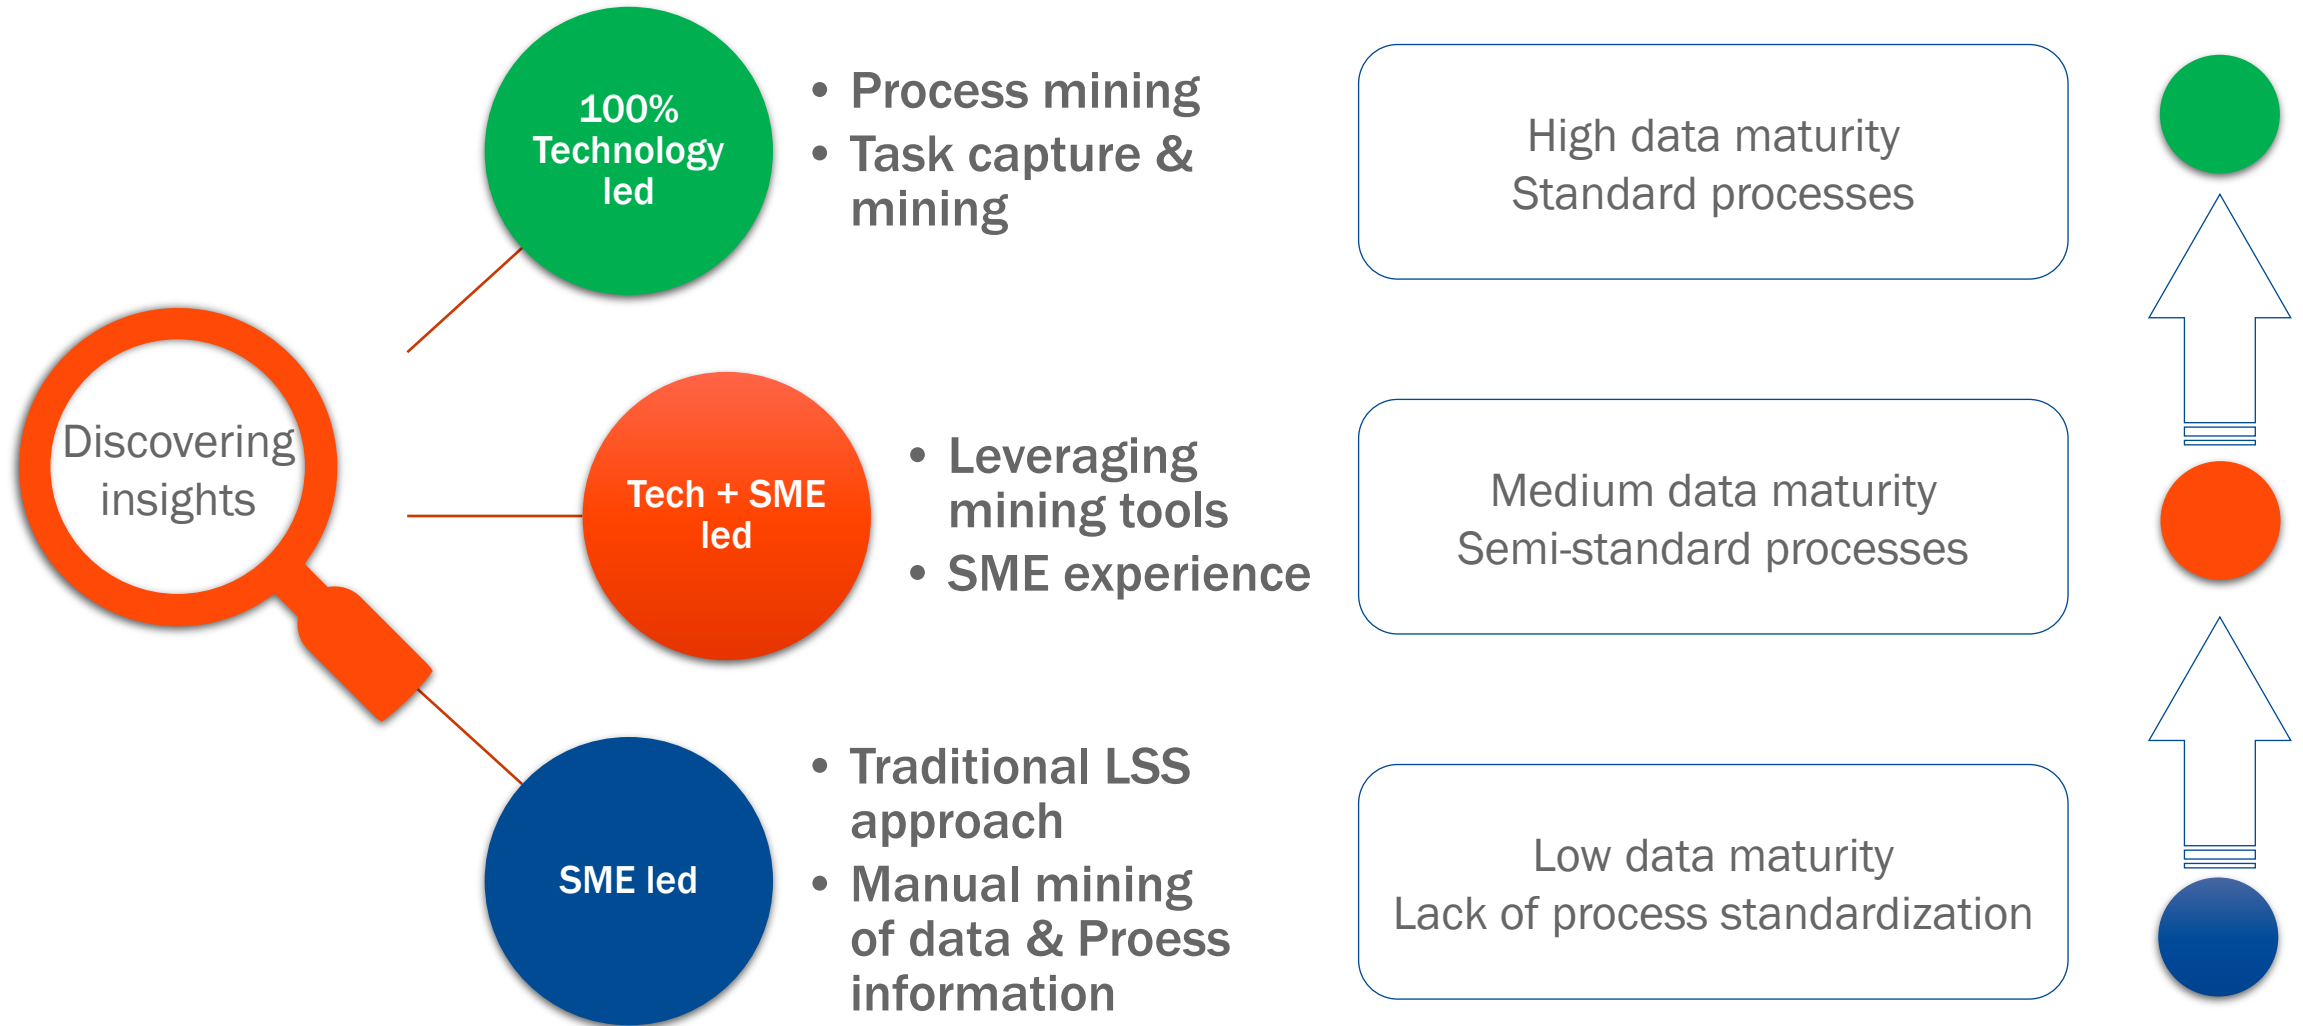 Discovering
insights
100%
Technology
led
• Process mining
• Task capture &
mining
High data maturity
Standard processes
Tech + SME
led
• Leveraging
mining tools
• SME experience
Medium data maturity
Semi-standard processes
SME led
• Traditional LSS
approach
• Manual mining
of data & Proess
information
Low data maturity
Lack of process standardization